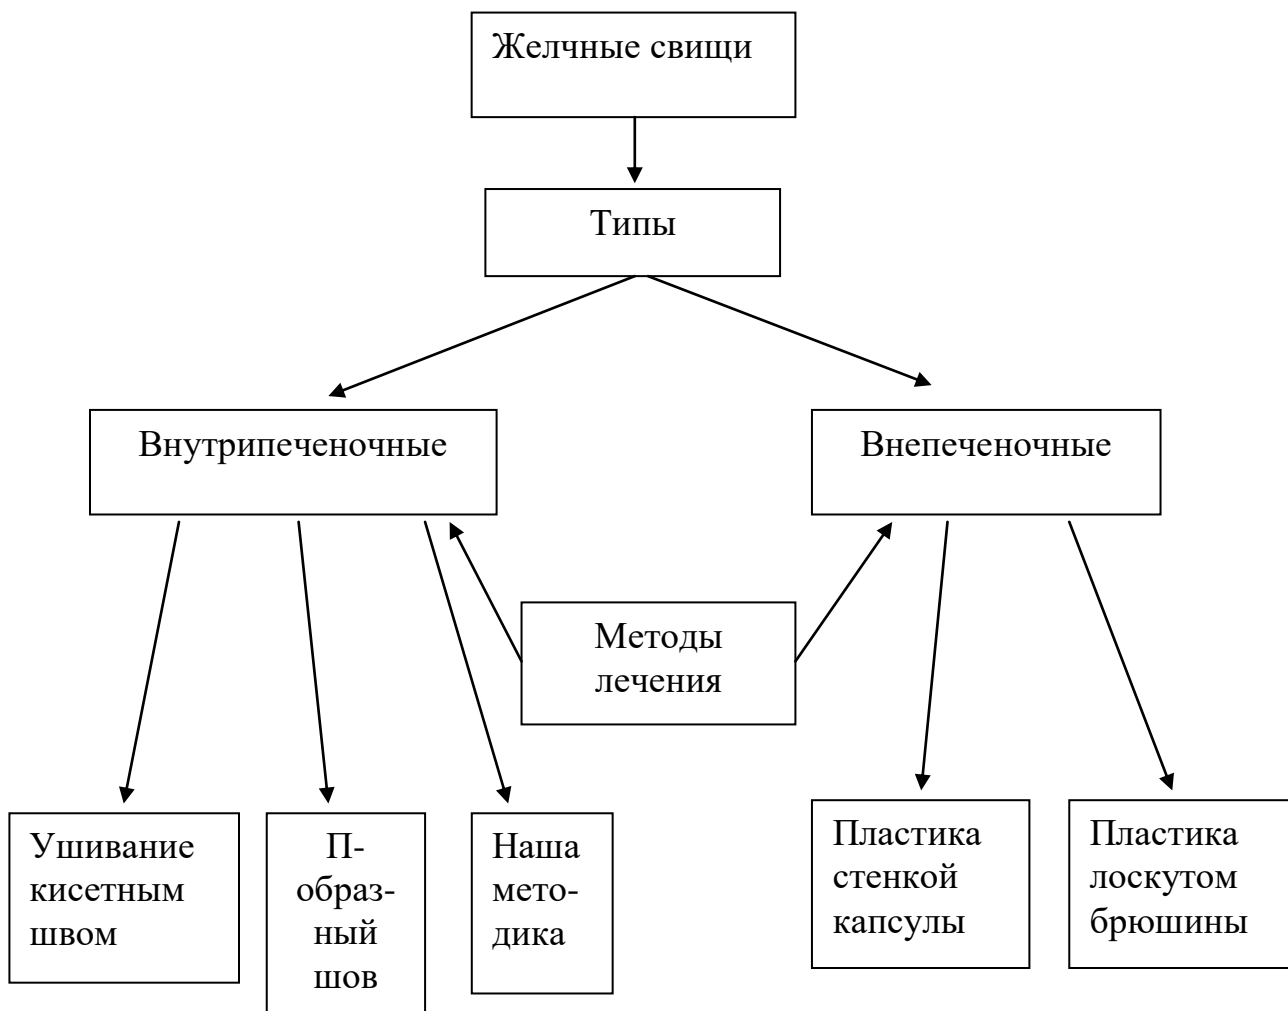 Желчные свищи
Типы
Внутрипеченочные
Внепеченочные
Методы
лечения
Ушивание
кисетным
швом
П-
образ-
ный
шов
Наша
мето-
дика
Пластика
стенкой
капсулы
Пластика
лоскутом
брюшины